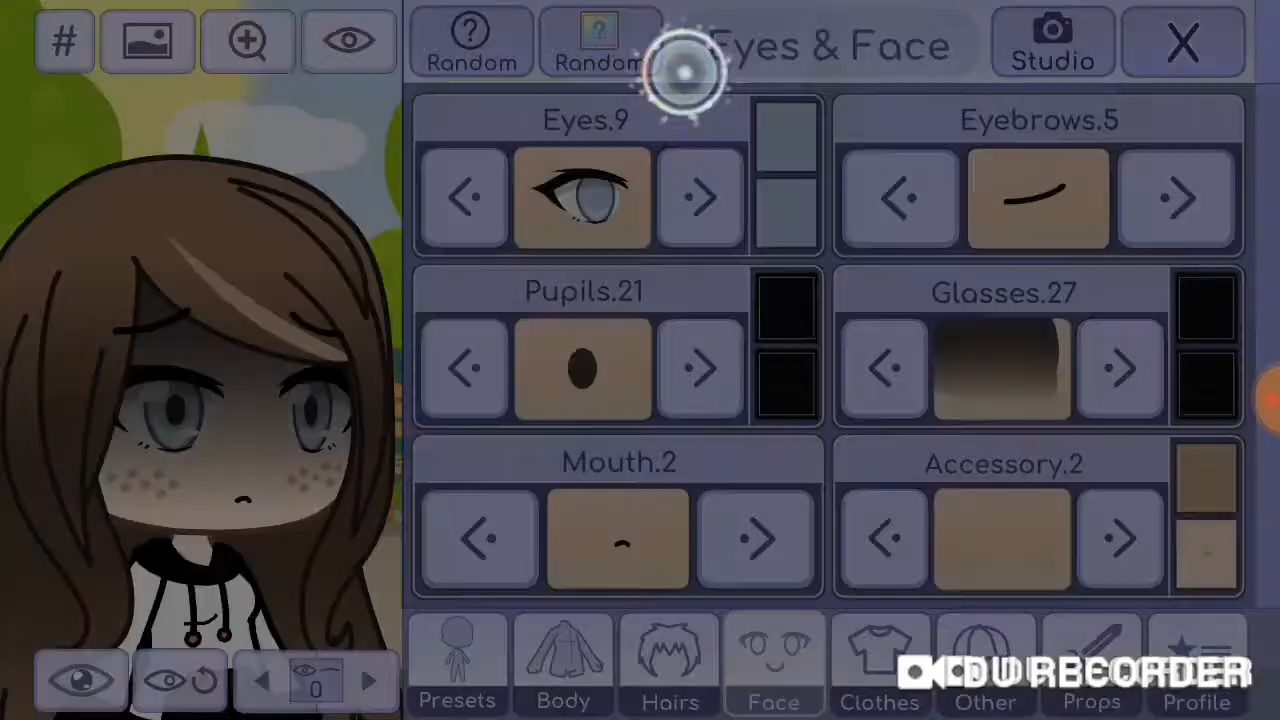 #
Random
Random
Eyes & Face
Studio
X
Eyes.9
Eyebrows.5
Pupils.21
Glasses.27
Mouth.2
Accessory.2
0
Presets
Body
Hairs
Face
Clothes
Other
Props
Profile
DU RECORDER